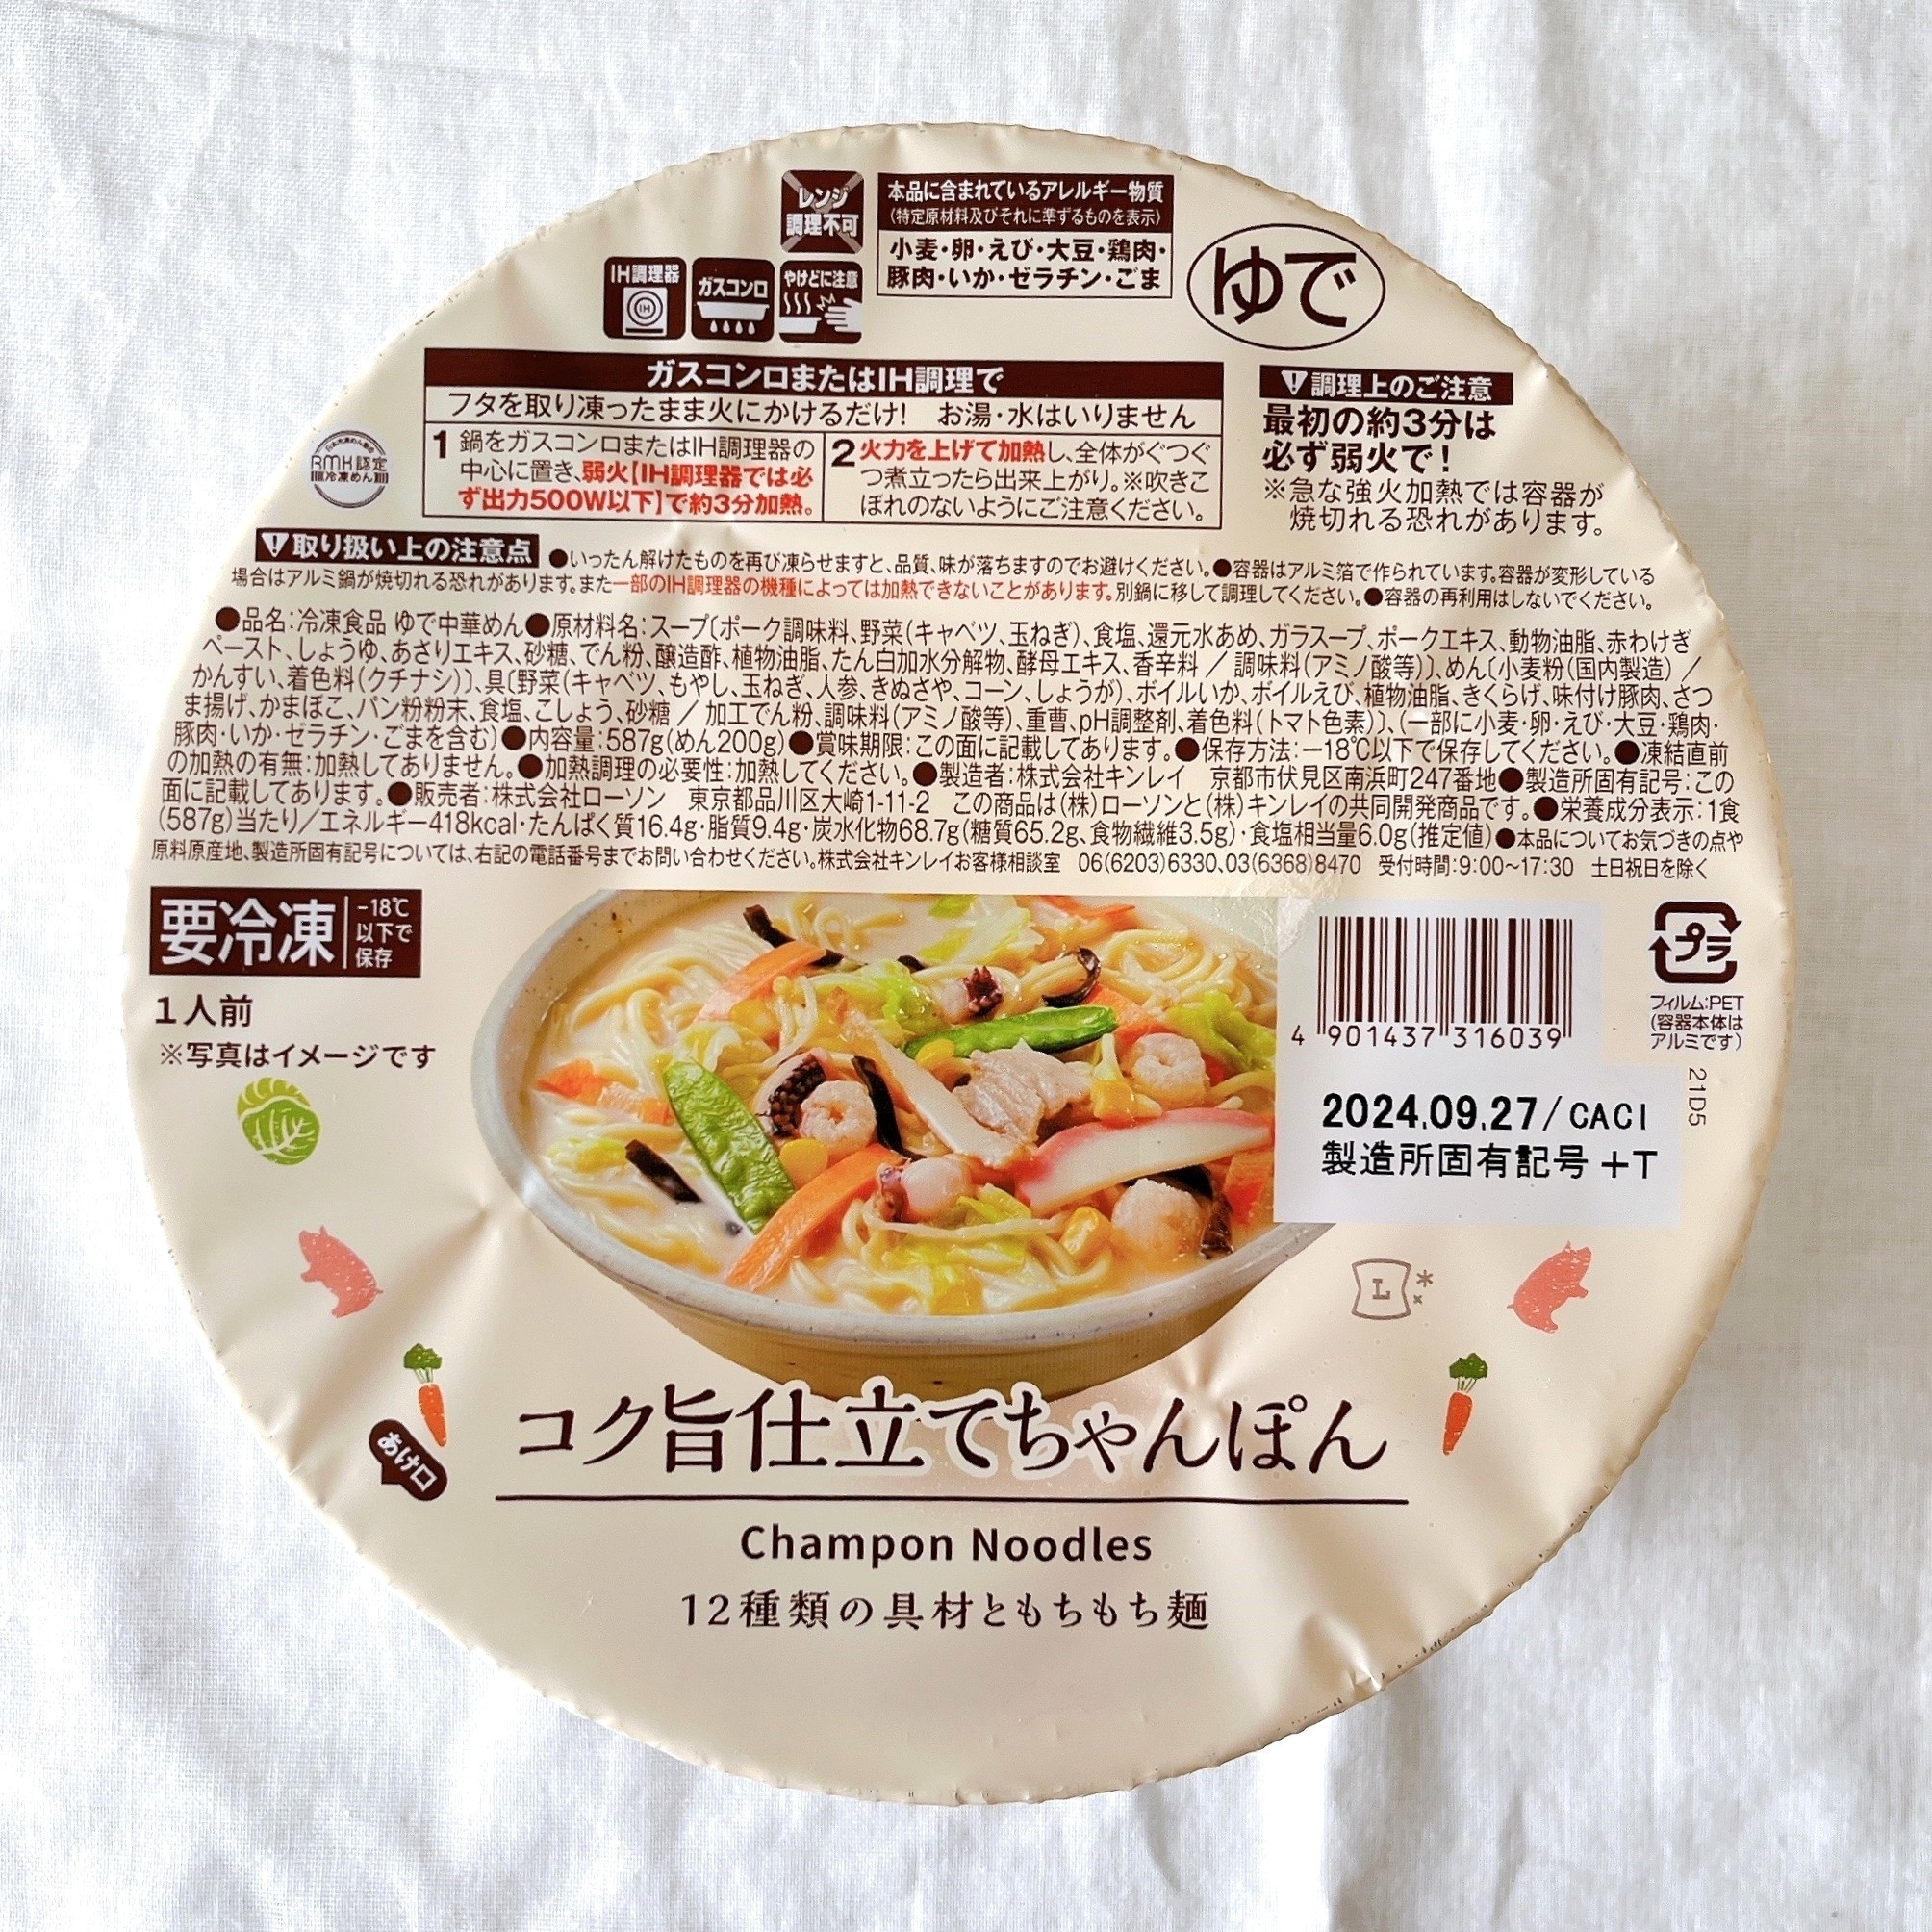 レンジ
調理不可
本品に含まれているアレルギー物質
(特定原材料及びそれに準ずるものを表示)
小麦・卵・えび・大豆・鶏肉・
豚肉・いか・ゼラチン・ごま
ゆで
IH調理器
IH
ガスコンロ
やけどに注意
ガスコンロまたはIH調理で
フタを取り凍ったまま火にかけるだけ! お湯・水はいりません
1 鍋をガスコンロまたはIH調理器の
中心に置き、弱火【IH調理器では必
ず出力500W以下】で約3分加熱。
2 火力を上げて加熱し、全体がぐつぐ
つ煮立ったら出来上がり。※吹きこ
ぼれのないようにご注意ください。
調理上のご注意
最初の約3分は
必ず弱火で!
※急な強火加熱では容器が
焼切れる恐れがあります。
RMK認定
冷凍めん
取り扱い上の注意点 ●いったん解けたものを再び凍らせますと、品質、味が落ちますのでお避けください。●容器はアルミ箔で作られています。容器が変形している
場合はアルミ鍋が焼切れる恐れがあります。また一部のIH調理器の機種によっては加熱できないことがあります。別鍋に移して調理してください。●容器の再利用はしないでください。
●品名:冷凍食品 ゆで中華めん●原材料名:スープ〔ポーク調味料、野菜(キャベツ、玉ねぎ)、食塩、還元水あめ、ガラスープ、ポークエキス、動物油脂、赤わけぎ
ペースト、しょうゆ、あさりエキス、砂糖、でん粉、醸造酢、植物油脂、たん白加水分解物、酵母エキス、香辛料 / 調味料(アミノ酸等)〕、めん〔小麦粉(国内製造) /
かんすい、着色料(クチナシ)〕、具〔野菜(キャベツ、もやし、玉ねぎ、人参、きぬさや、コーン、しょうが)、ボイルいか、ボイルえび、植物油脂、きくらげ、味付け豚肉、さつ
ま揚げ、かまぼこ、パン粉粉末、食塩、こしょう、砂糖 / 加工でん粉、調味料(アミノ酸等)、重曹、pH調整剤、着色料(トマト色素)〕、(一部に小麦・卵・えび・大豆・鶏肉・
豚肉・いか・ゼラチン・ごまを含む)●内容量:587g(めん200g)●賞味期限:この面に記載してあります。●保存方法:－18℃以下で保存してください。●凍結直前
の加熱の有無:加熱してありません。●加熱調理の必要性:加熱してください。●製造者:株式会社キンレイ 京都市伏見区南浜町247番地●製造所固有記号:この
面に記載してあります。●販売者:株式会社ローソン 東京都品川区大崎1-11-2 この商品は(株)ローソンと(株)キンレイの共同開発商品です。●栄養成分表示:1食
(587g)当たり/エネルギー418kcal・たんぱく質16.4g・脂質9.4g・炭水化物68.7g(糖質65.2g、食物繊維3.5g)・食塩相当量6.0g(推定値)●本品についてお気づきの点や
原料原産地、製造所固有記号については、右記の電話番号までお問い合わせください。株式会社キンレイお客様相談室 06(6203)6330、03(6368)8470 受付時間:9:00~17:30 土日祝日を除く
要冷凍
-18℃
以下で
保存
1人前
※写真はイメージです
4 901437 316039
プラ
フィルム:PET
(容器本体は
アルミです)
21D5
2024.09.27/CACI
製造所固有記号 +T
L
あけ口
コク旨仕立てちゃんぽん
Champon Noodles
12種類の具材ともちもち麺